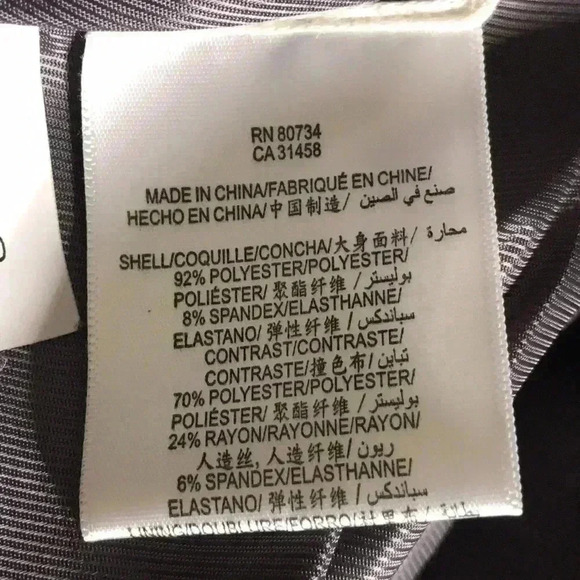 RN 80734
CA 31458
MADE IN CHINA/FABRIQUÉ EN CHINE/
HECHO EN CHINA/中国制造/ صنع في الصين
SHELL/COQUILLE/CONCHA/大身面料/ محارة
92% POLYESTER/POLYESTER/
POLIÉSTER/ 聚酯纤维 / بوليستر
8% SPANDEX/ELASTHANNE/
ELASTANO/ 弹性纤维 / سباندكس
CONTRAST/CONTRASTE/
CONTRASTE/撞色布/ تباين
70% POLYESTER/POLYESTER/
POLIÉSTER/ 聚酯纤维 / بوليستر
24% RAYON/RAYONNE/RAYON/
人造丝, 人造纤维/ ريون
6% SPANDEX/ELASTHANNE/
ELASTANO/ 弹性纤维/ سباندكس
LINING/DOUBLURE/FORRO/